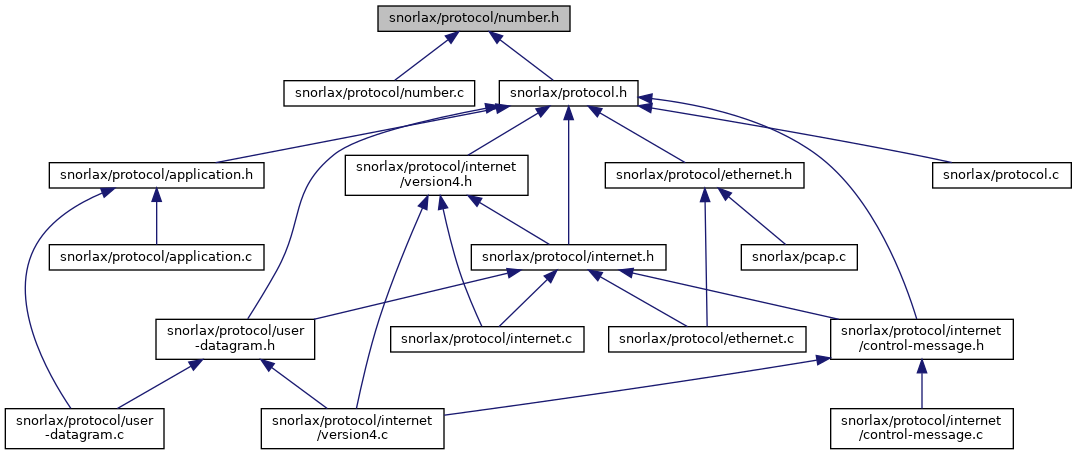 snorlax/protocol/number.h
snorlax/protocol/number.c
snorlax/protocol.h
snorlax/protocol/application.h
snorlax/protocol/internet
/version4.h
snorlax/protocol/ethernet.h
snorlax/protocol.c
snorlax/protocol/application.c
snorlax/protocol/internet.h
snorlax/pcap.c
snorlax/protocol/user
-datagram.h
snorlax/protocol/internet.c
snorlax/protocol/ethernet.c
snorlax/protocol/internet
/control-message.h
snorlax/protocol/user
-datagram.c
snorlax/protocol/internet
/version4.c
snorlax/protocol/internet
/control-message.c